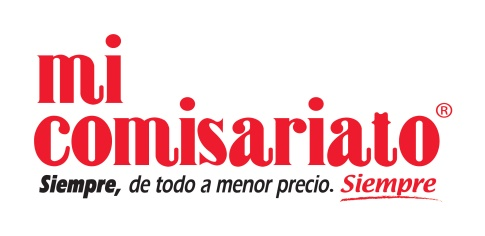 mi
comisariato®
Siempre, de todo a menor precio. Siempre